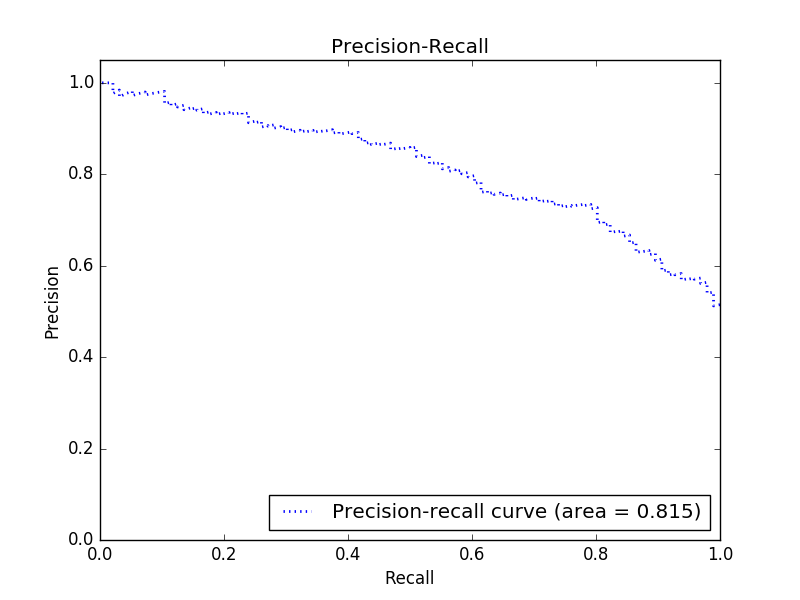 Precision-Recall
1.0
0.8
0.6
0.4
0.2
0.0
Precision
Precision-recall curve (area = 0.815)
0.0 0.2 0.4 0.6 0.8 1.0
Recall